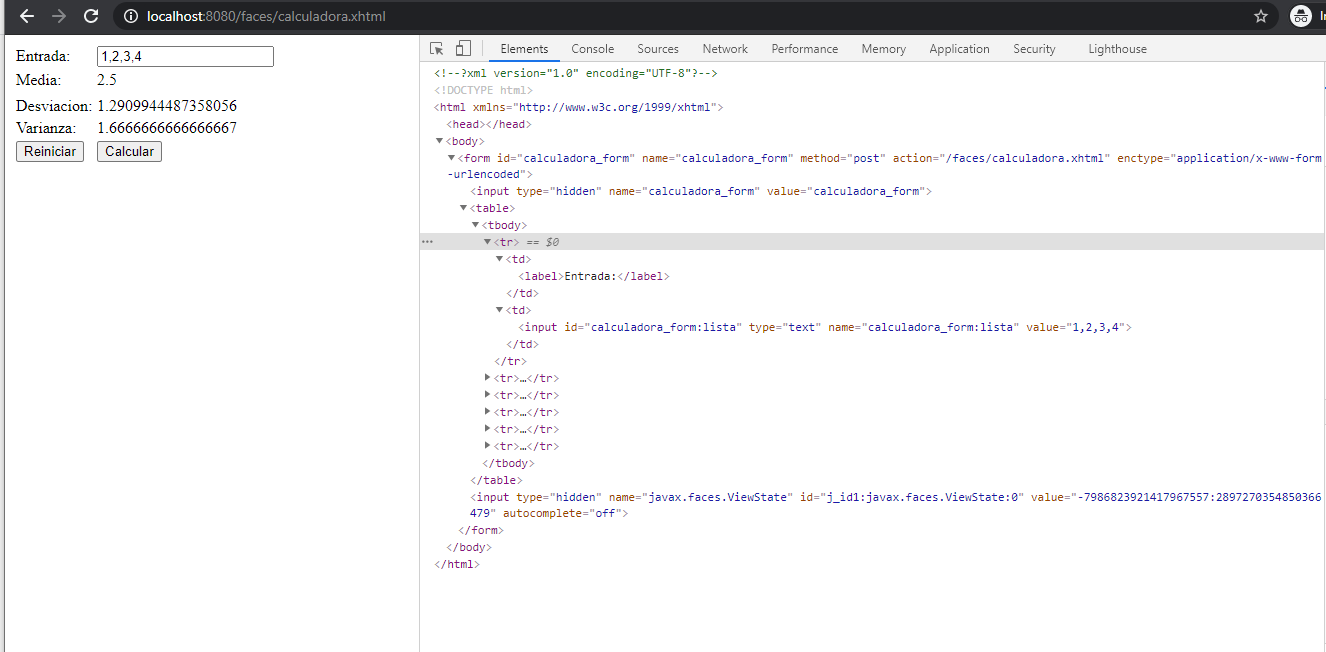 localhost:8080/faces/calculadora.xhtml
Entrada: 1,2,3,4
Media: 2.5
Desviacion: 1.2909944487358056
Varianza: 1.6666666666666667
Reiniciar Calcular
Elements Console Sources Network Performance Memory Application Security Lighthouse
<!--?xml version="1.0" encoding="UTF-8"?-->
<!DOCTYPE html>
<html xmlns="http://www.w3c.org/1999/xhtml">
<head></head>
<body>
<form id="calculadora_form" name="calculadora_form" method="post" action="/faces/calculadora.xhtml" enctype="application/x-www-form
-urlencoded">
<input type="hidden" name="calculadora_form" value="calculadora_form">
<table>
<tbody>
<tr> == $0
<td>
<label>Entrada:</label>
</td>
<td>
<input id="calculadora_form:lista" type="text" name="calculadora_form:lista" value="1,2,3,4">
</td>
</tr>
<tr>…</tr>
<tr>…</tr>
<tr>…</tr>
<tr>…</tr>
<tr>…</tr>
</tbody>
</table>
<input type="hidden" name="javax.faces.ViewState" id="j_id1:javax.faces.ViewState:0" value="-7986823921417967557:2897270354850366
479" autocomplete="off">
</form>
</body>
</html>